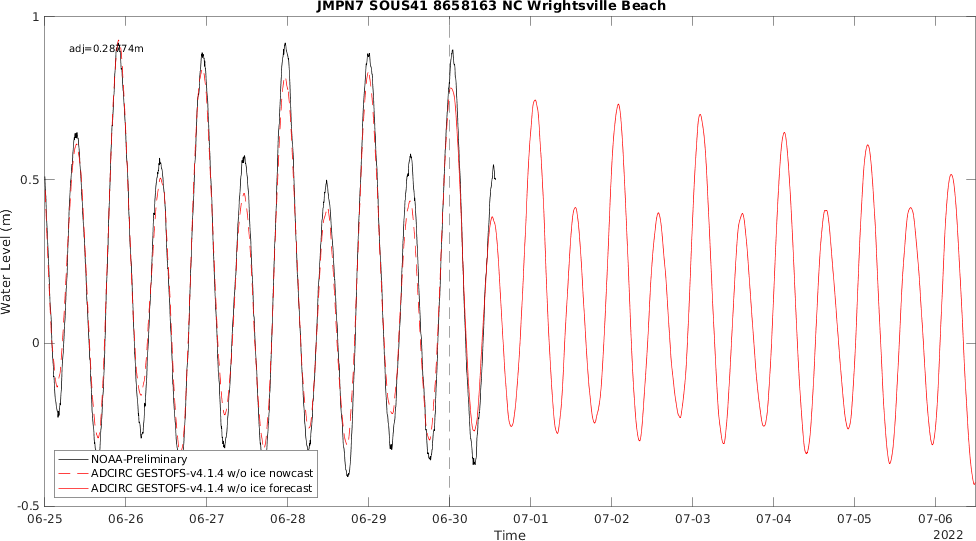 JMPN7 SOUS41 8658163 NC Wrightsville Beach
1
adj=0.28774m
0.5
Water Level (m)
0
NOAA-Preliminary
ADCIRC GESTOFS-v4.1.4 w/o ice nowcast
ADCIRC GESTOFS-v4.1.4 w/o ice forecast
-0.5
06-25 06-26 06-27 06-28 06-29 06-30 07-01 07-02 07-03 07-04 07-05 07-06
Time 2022